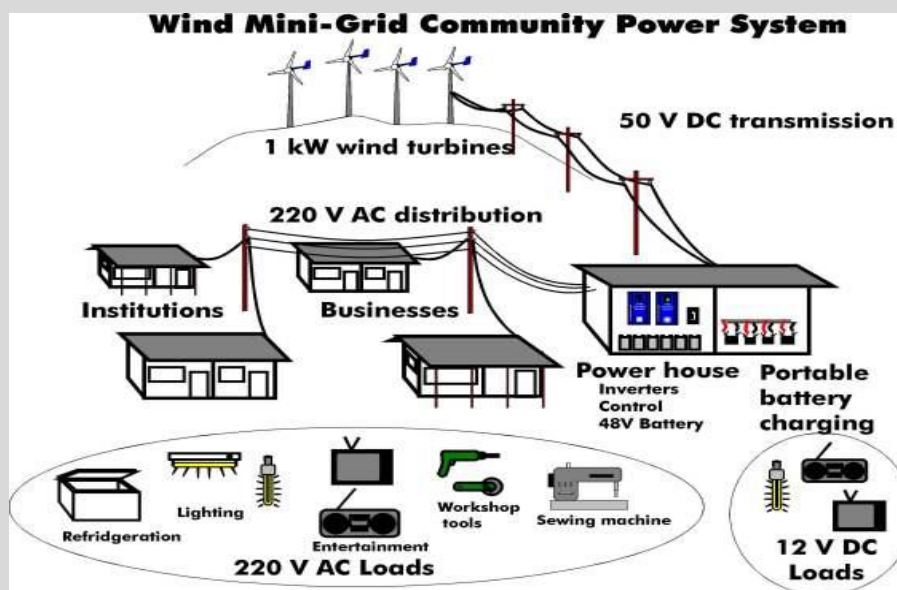 Wind Mini-Grid Community Power System
50 V DC transmission
1 kW wind turbines
220 V AC distribution
Institutions
Businesses
Power house
Inverters
Control
48V Battery
Portable
battery
charging
Refridgeration
Lighting
Entertainment
Workshop
tools
Sewing machine
220 V AC Loads
12 V DC
Loads